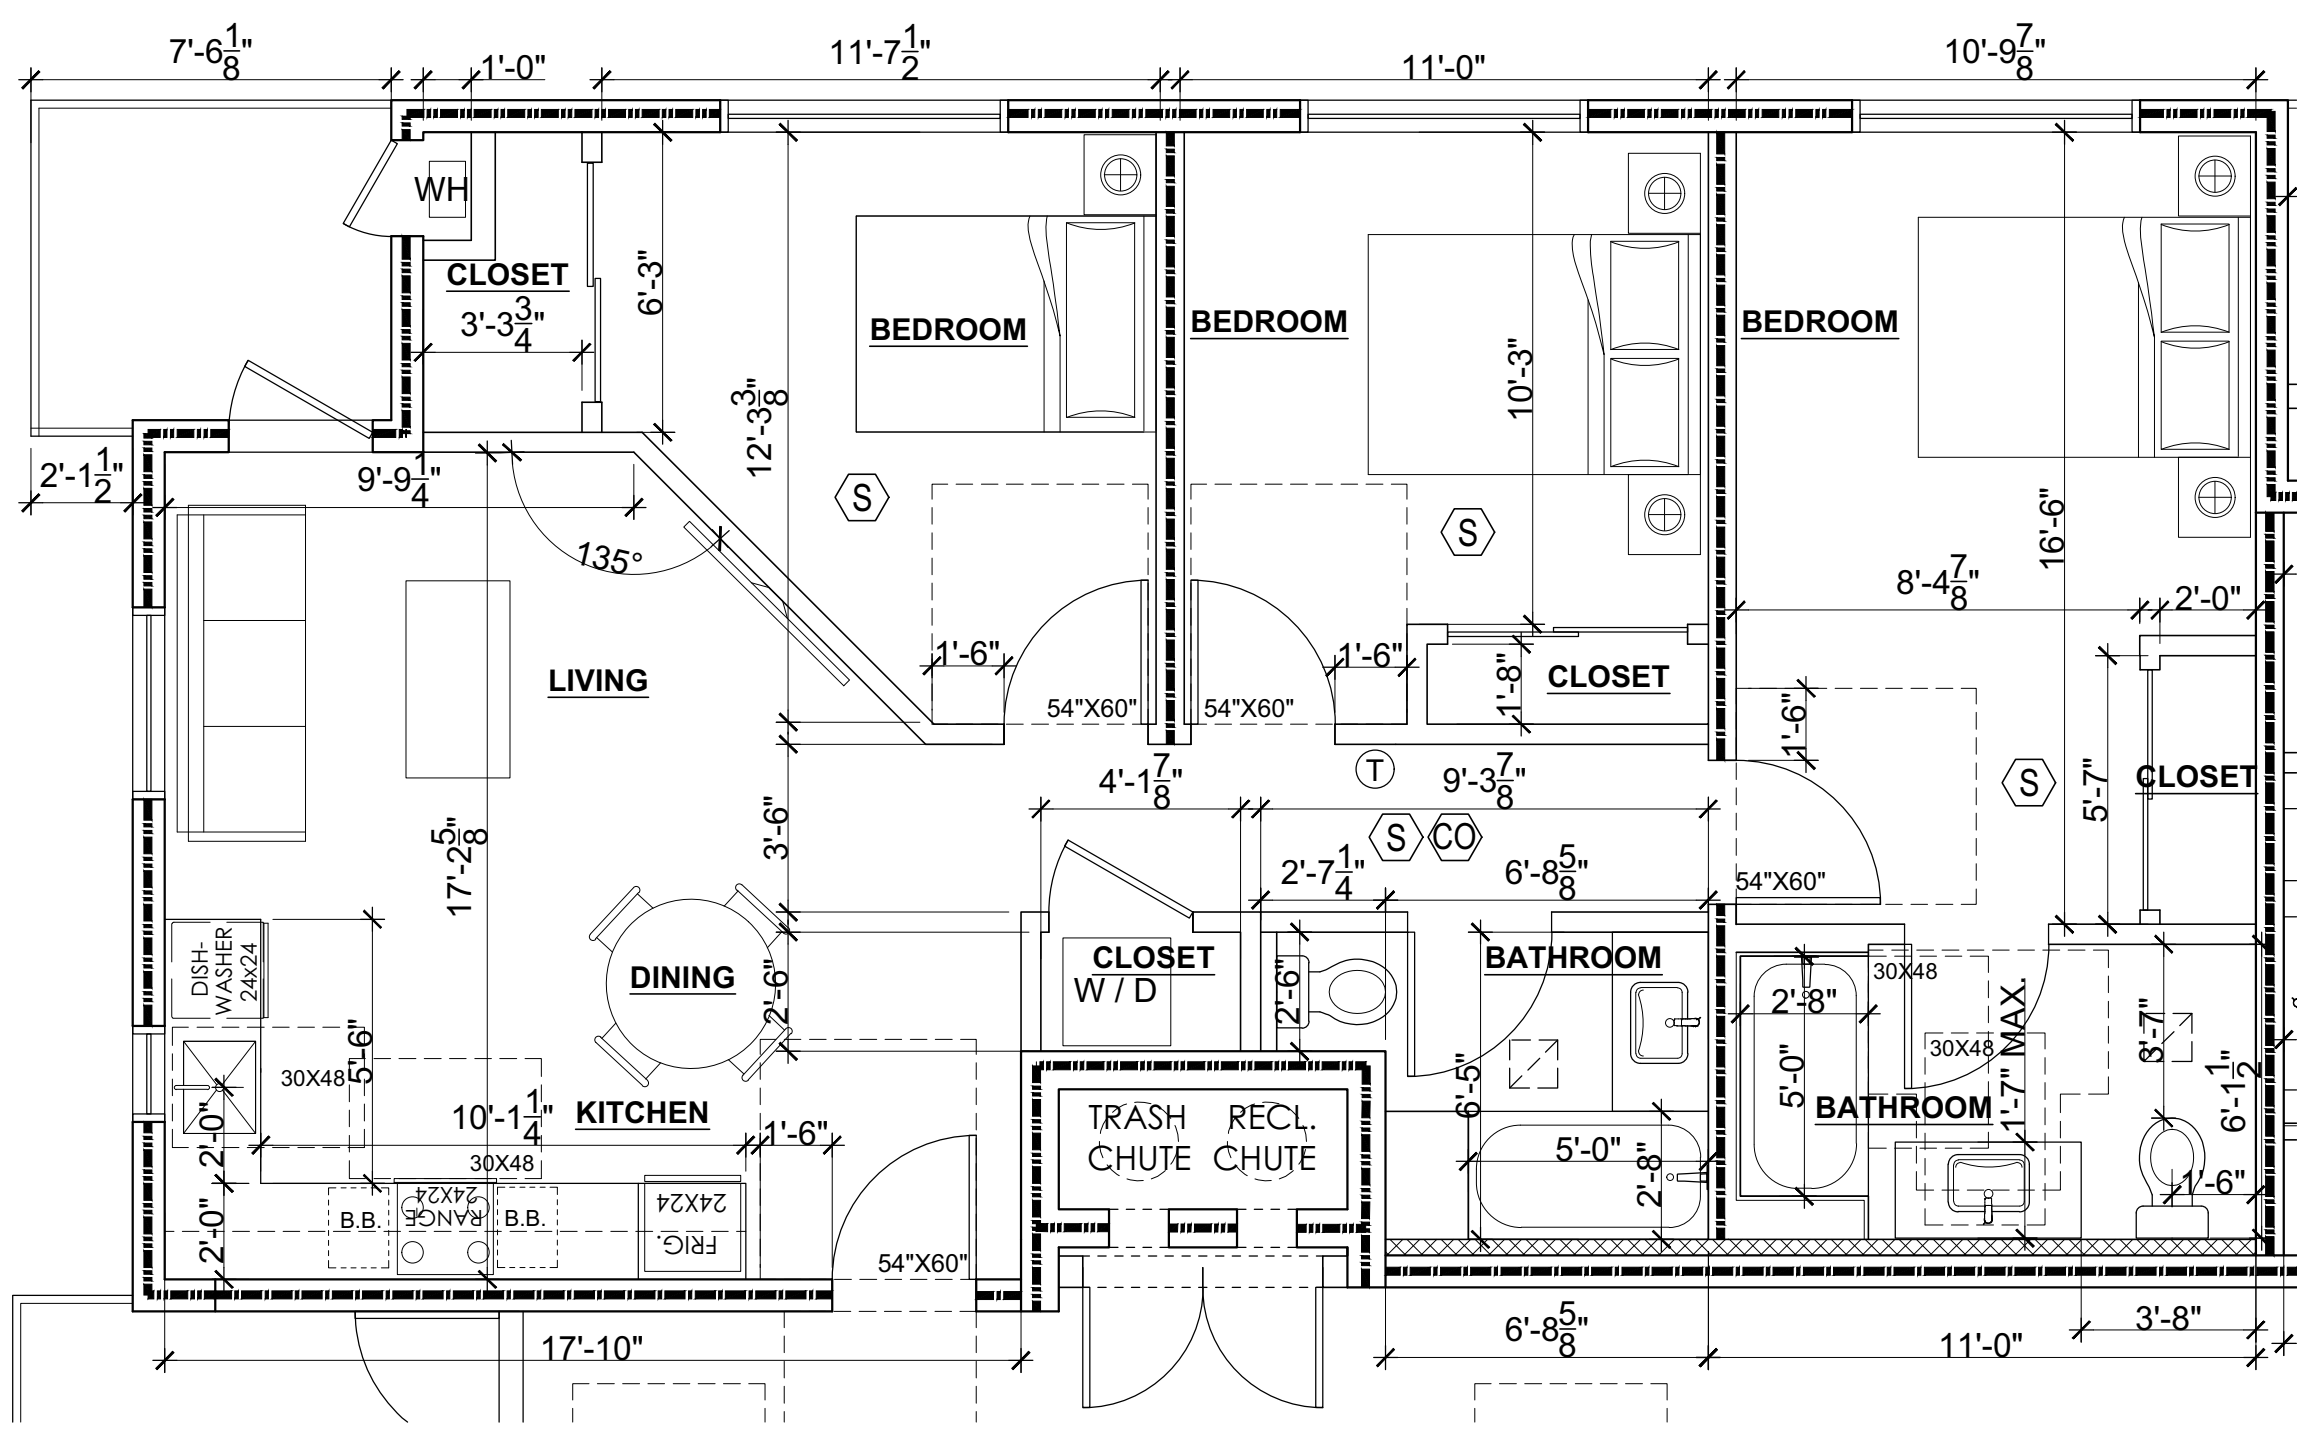 7'-6 1/8"
1'-0"
11'-7 1/2"
11'-0"
10'-9 7/8"
WH
CLOSET
3'-3 3/4"
6'-3"
BEDROOM
BEDROOM
BEDROOM
12'-3 3/8"
10'-3"
16'-6"
2'-1 1/2"
9'-9 1/4"
S
S
135°
8'-4 7/8"
2'-0"
LIVING
1'-6"
1'-6"
1'-8"
CLOSET
54"X60"
54"X60"
1'-6"
T
S
CLOSET
5'-7"
4'-1 7/8"
9'-3 7/8"
3'-6"
S
CO
17'-2 5/8"
2'-7 1/4"
6'-8 5/8"
54"X60"
DISH-
WASHER
24x24
DINING
2'-6"
CLOSET
W / D
2'-6"
BATHROOM
30X48
2'-8"
1'-7" MAX.
3'-7"
30X48
5'-6"
30X48
5'-0"
6'-1 1/2"
6'-5"
BATHROOM
2'-0"
10'-1 1/4"
KITCHEN
1'-6"
TRASH
CHUTE
RECL.
CHUTE
5'-0"
2'-8"
30X48
1'-6"
2'-0"
B.B.
RANGE
24X24
B.B.
FRIG.
24X24
54"X60"
17'-10"
6'-8 5/8"
11'-0"
3'-8"